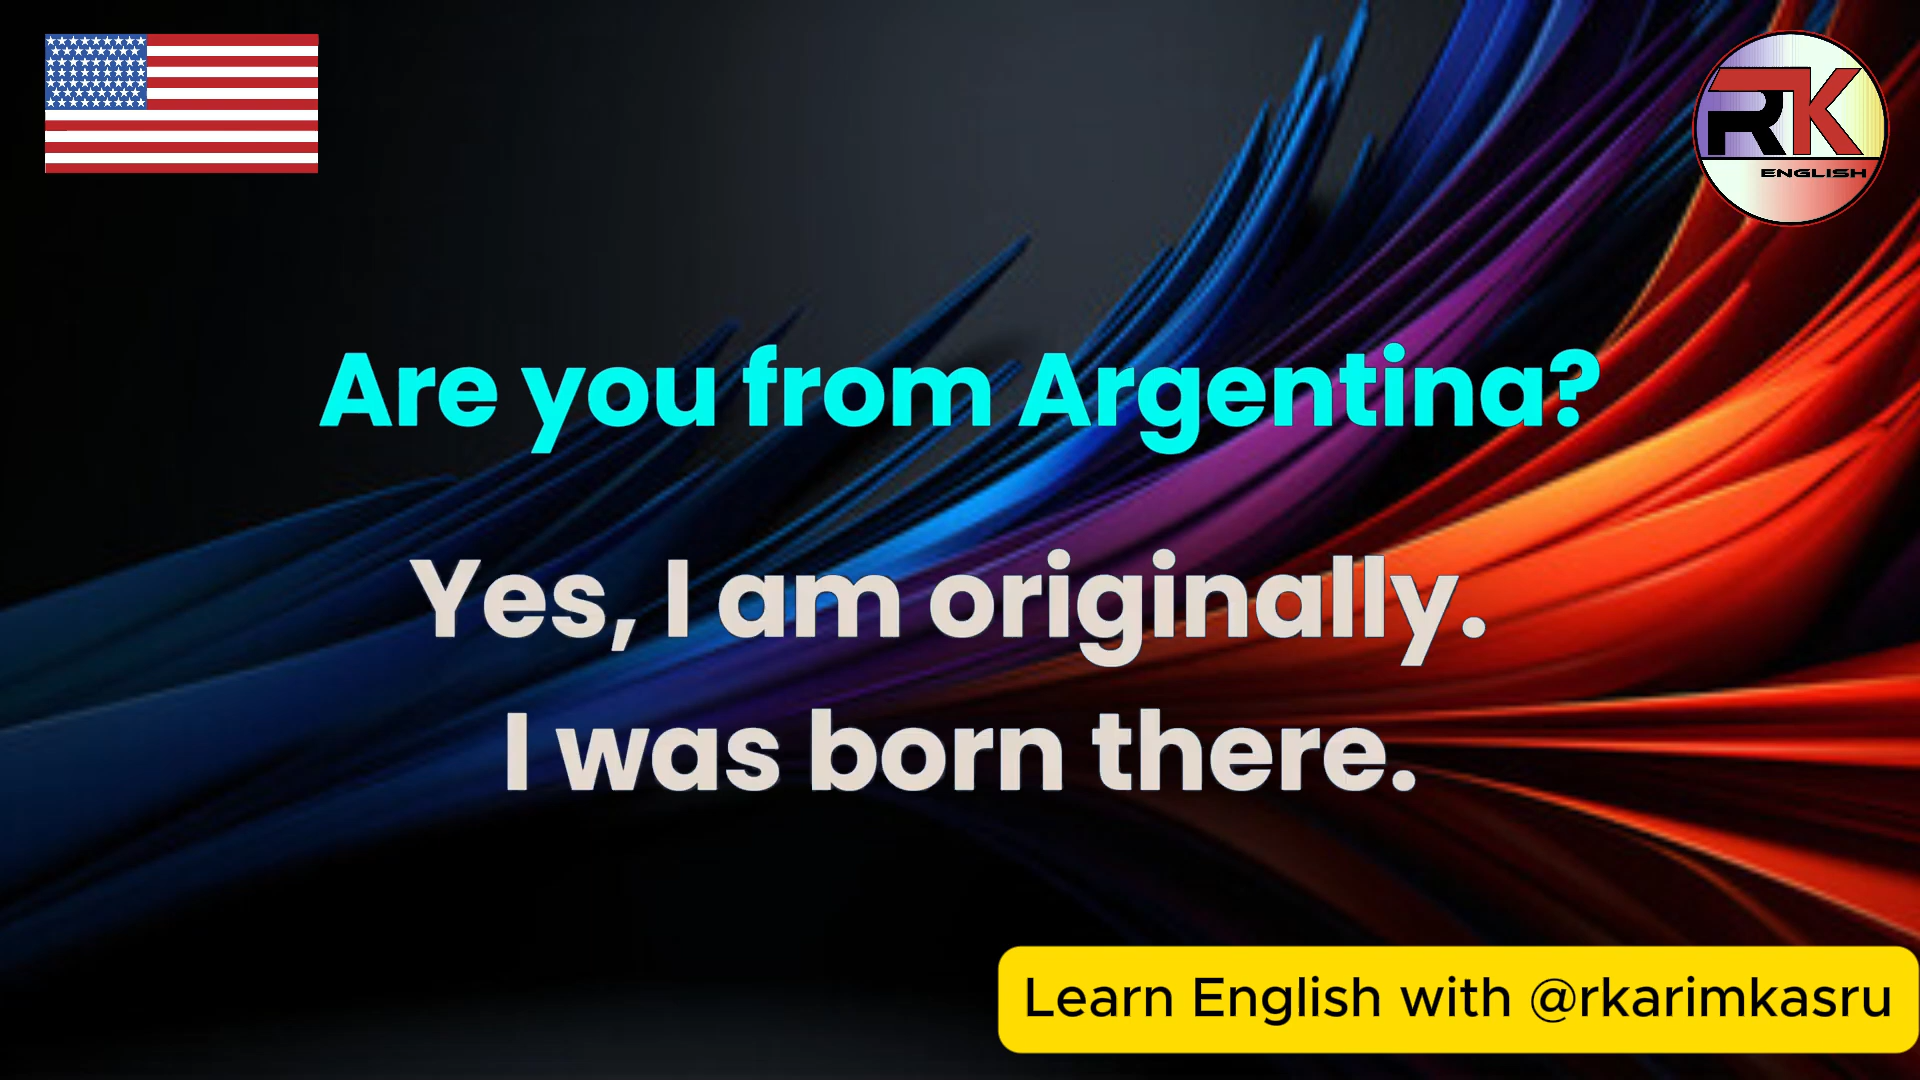 RK
ENGLISH
Are you from Argentina?
Yes, I am originally.
I was born there.
Learn English with @rkarimkasru